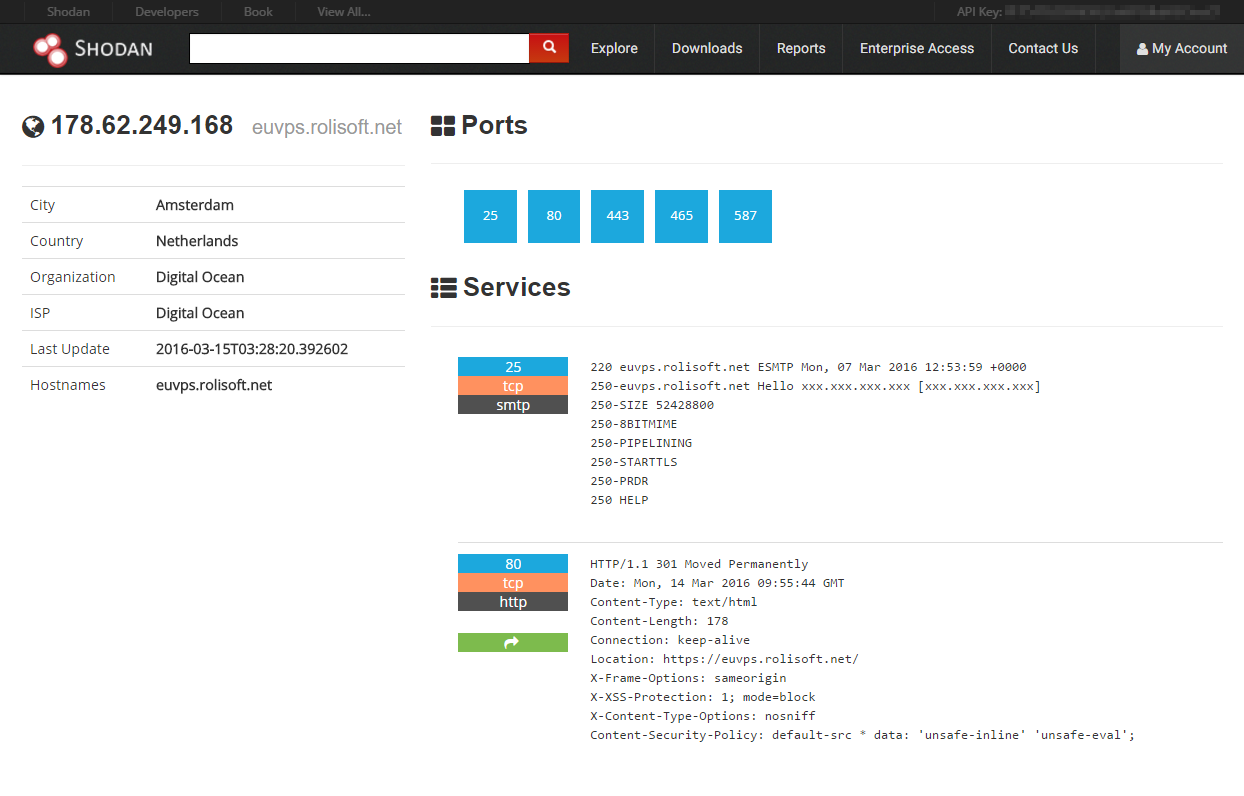 Shodan Developers Book View All... API Key:
SHODAN Explore Downloads Reports Enterprise Access Contact Us My Account
178.62.249.168 euvps.rolisoft.net
City Amsterdam
Country Netherlands
Organization Digital Ocean
ISP Digital Ocean
Last Update 2016-03-15T03:28:20.392602
Hostnames euvps.rolisoft.net
Ports
25 80 443 465 587
Services
25
tcp
smtp
220 euvps.rolisoft.net ESMTP Mon, 07 Mar 2016 12:53:59 +0000
250-euvps.rolisoft.net Hello xxx.xxx.xxx.xxx [xxx.xxx.xxx.xxx]
250-SIZE 52428800
250-8BITMIME
250-PIPELINING
250-STARTTLS
250-PRDR
250 HELP
80
tcp
http
HTTP/1.1 301 Moved Permanently
Date: Mon, 14 Mar 2016 09:55:44 GMT
Content-Type: text/html
Content-Length: 178
Connection: keep-alive
Location: https://euvps.rolisoft.net/
X-Frame-Options: sameorigin
X-XSS-Protection: 1; mode=block
X-Content-Type-Options: nosniff
Content-Security-Policy: default-src * data: 'unsafe-inline' 'unsafe-eval';